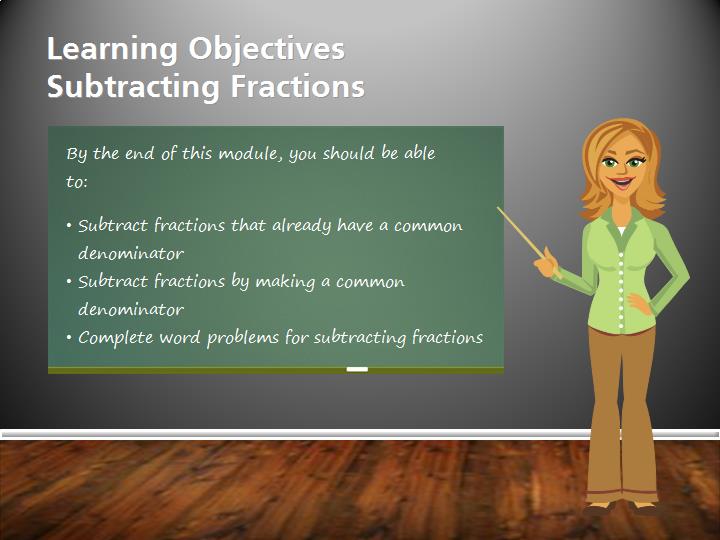 Learning Objectives
Subtracting Fractions
By the end of this module, you should be able
to:
• Subtract fractions that already have a common
denominator
• Subtract fractions by making a common
denominator
• Complete word problems for subtracting fractions